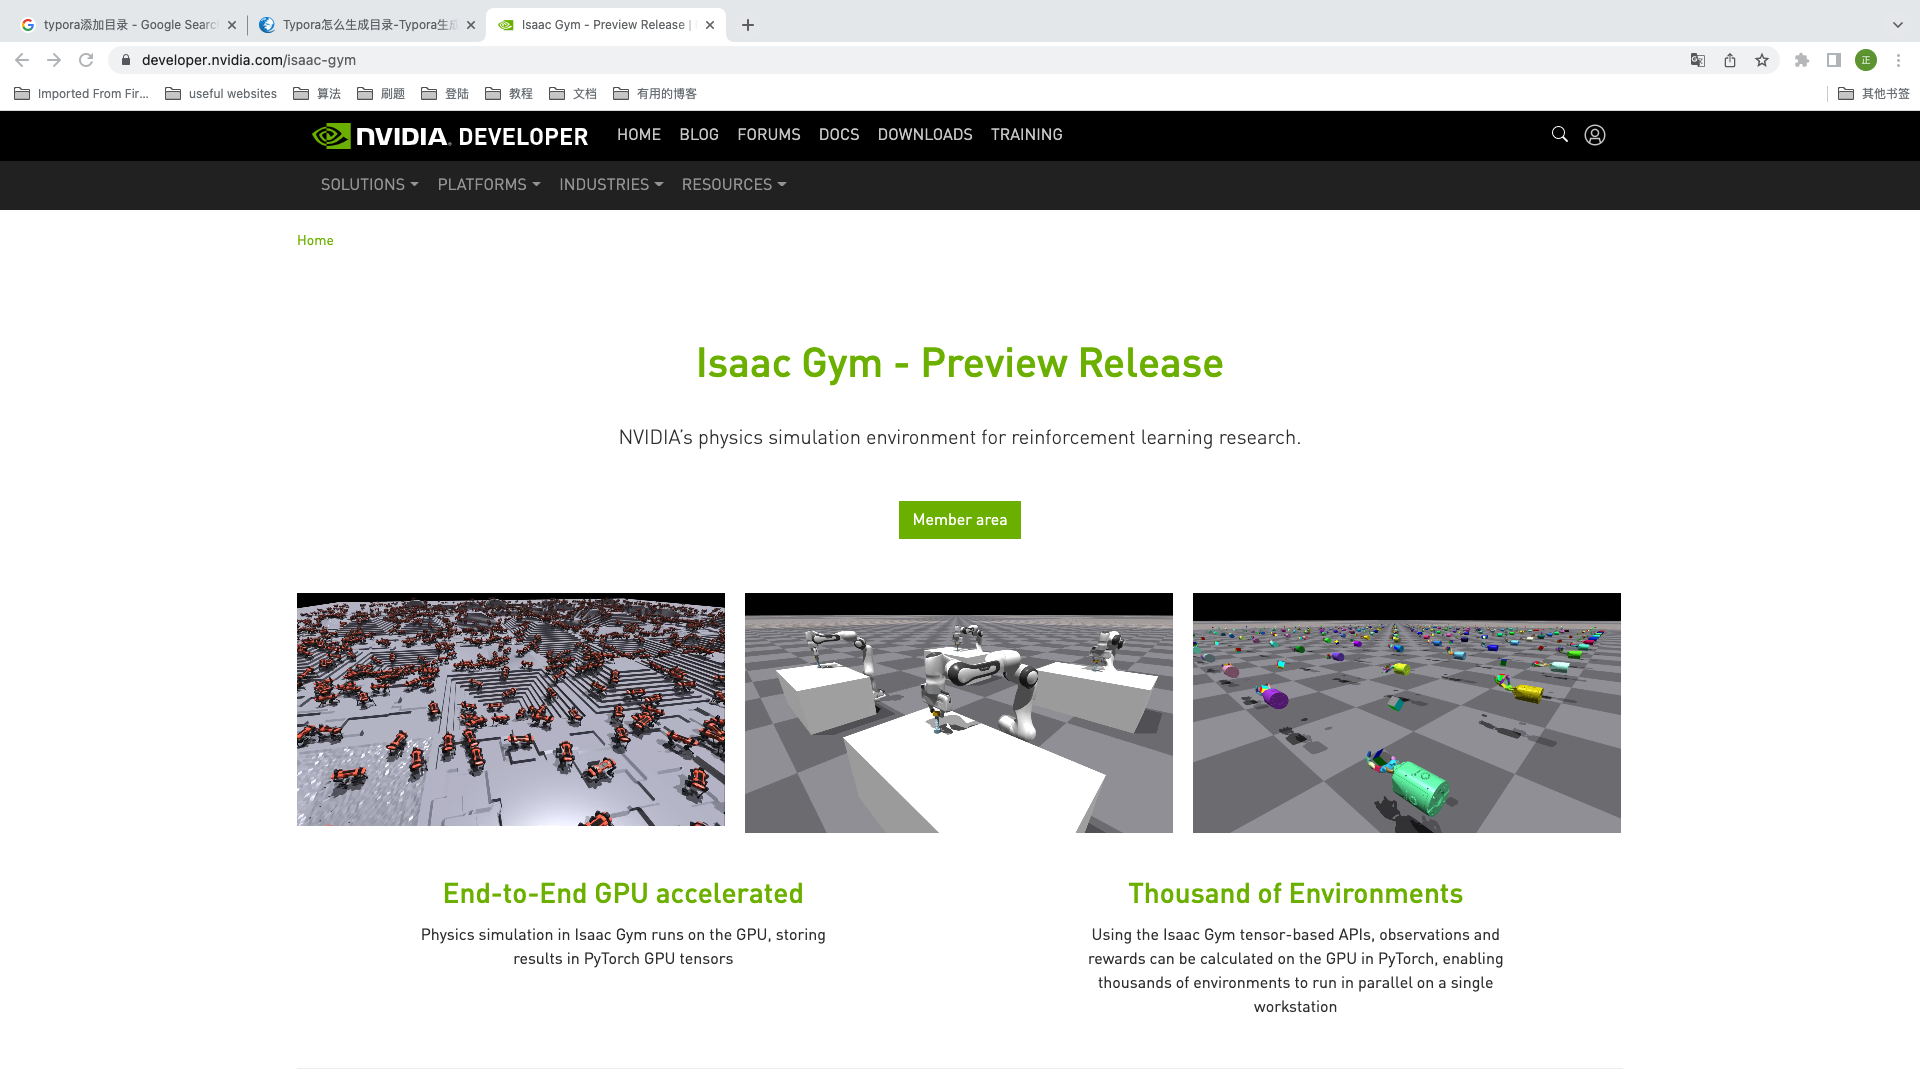 typora添加目录 - Google Searc
Typora怎么生成目录-Typora生成
Isaac Gym - Preview Release |
developer.nvidia.com/isaac-gym
正
Imported From Fir...
useful websites
算法
刷题
登陆
教程
文档
有用的博客
其他书签
NVIDIA. DEVELOPER
HOME BLOG FORUMS DOCS DOWNLOADS TRAINING
SOLUTIONS PLATFORMS INDUSTRIES RESOURCES
Home
Isaac Gym - Preview Release
NVIDIA’s physics simulation environment for reinforcement learning research.
Member area
End-to-End GPU accelerated
Physics simulation in Isaac Gym runs on the GPU, storing
results in PyTorch GPU tensors
Thousand of Environments
Using the Isaac Gym tensor-based APIs, observations and
rewards can be calculated on the GPU in PyTorch, enabling
thousands of environments to run in parallel on a single
workstation